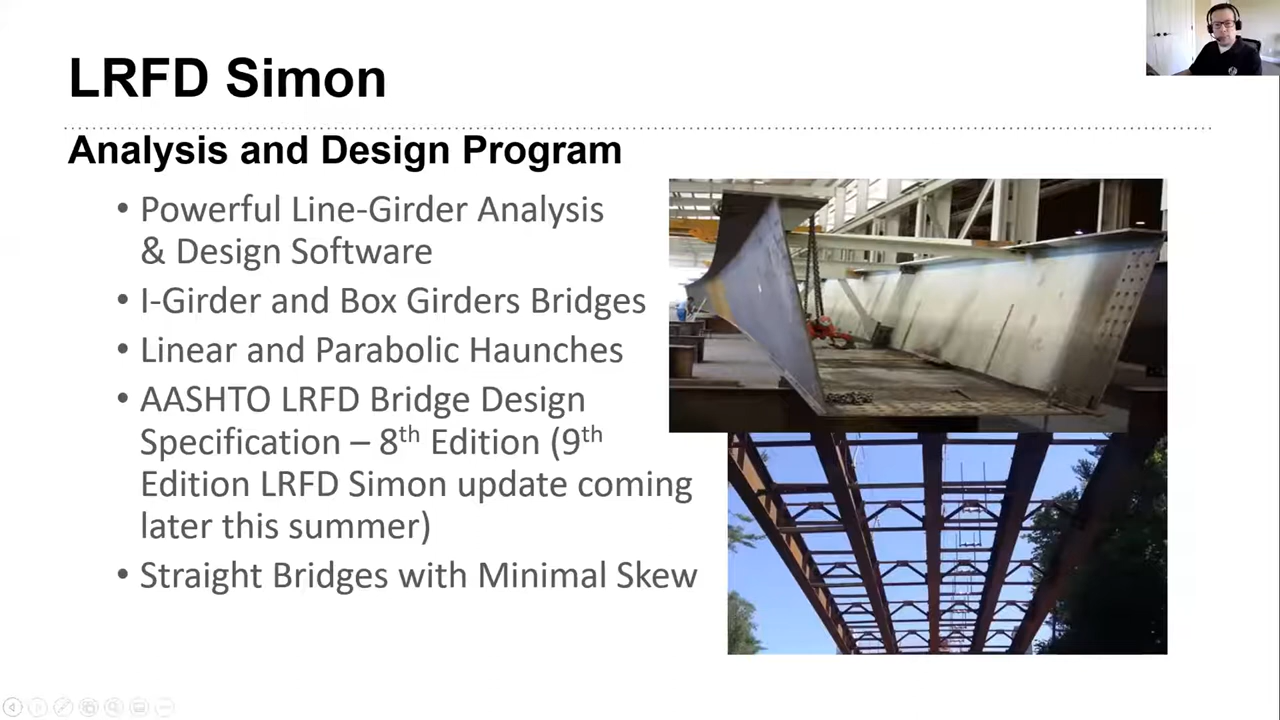 LRFD Simon
Analysis and Design Program
• Powerful Line-Girder Analysis
& Design Software
• I-Girder and Box Girders Bridges
• Linear and Parabolic Haunches
• AASHTO LRFD Bridge Design
Specification – 8th Edition (9th
Edition LRFD Simon update coming
later this summer)
• Straight Bridges with Minimal Skew